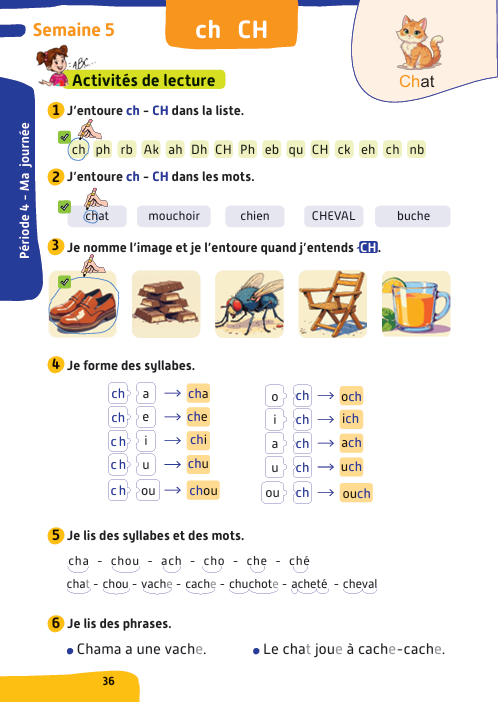 Semaine 5
ch CH
Chat
ABC...
Activités de lecture
Période 4 - Ma journée
1 J'entoure ch - CH dans la liste.
ch ph rb Ak ah Dh CH Ph eb qu CH ck eh ch nb
2 J'entoure ch - CH dans les mots.
chat mouchoir chien CHEVAL buche
3 Je nomme l'image et je l'entoure quand j'entends CH.
4 Je forme des syllabes.
ch a → cha
ch e → che
ch i → chi
ch u → chu
ch ou → chou
o ch → och
i ch → ich
a ch → ach
u ch → uch
ou ch → ouch
5 Je lis des syllabes et des mots.
cha - chou - ach - cho - che - ché
chat - chou - vache - cache - chuchote - acheté - cheval
6 Je lis des phrases.
• Chama a une vache. • Le chat joue à cache-cache.
36